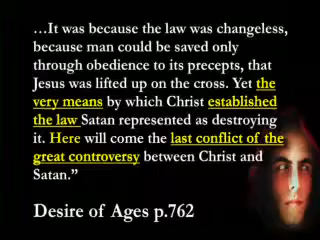 …It was because the law was changeless,
because man could be saved only
through obedience to its precepts, that
Jesus was lifted up on the cross. Yet the
very means by which Christ established
the law Satan represented as destroying
it. Here will come the last conflict of the
great controversy between Christ and
Satan.”
Desire of Ages p.762